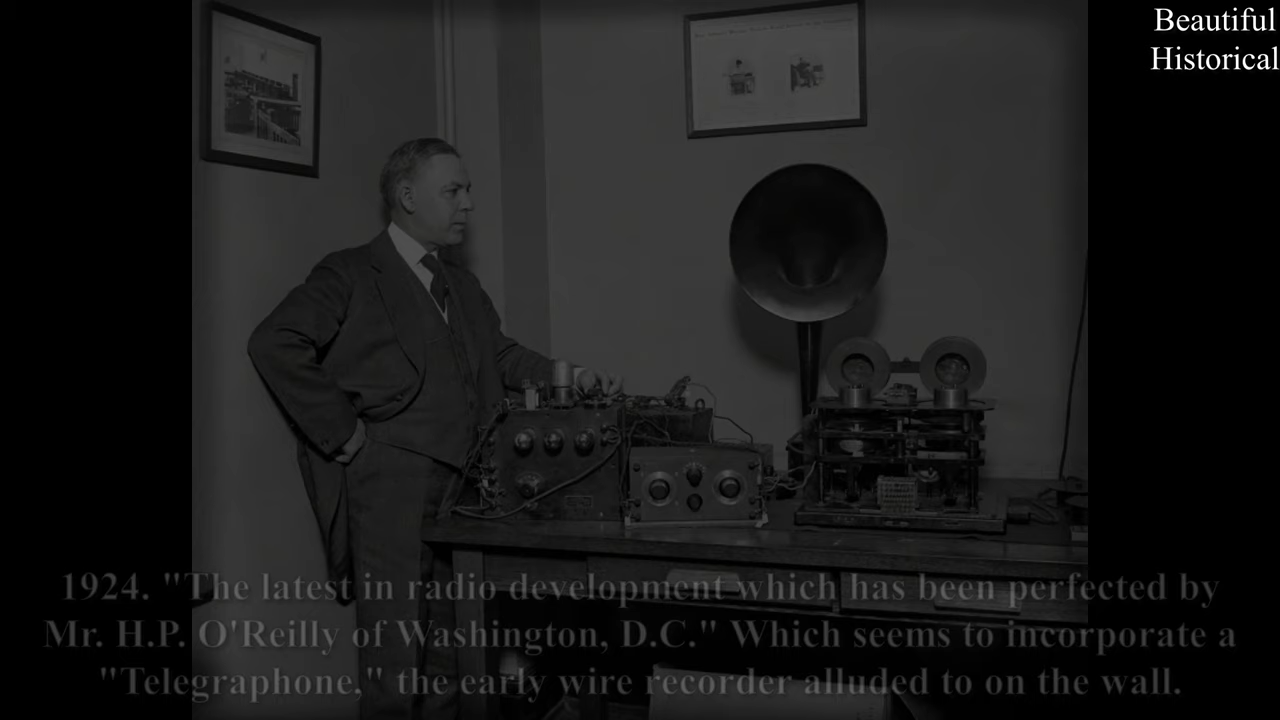 Beautiful
Historical
1924. "The latest in radio development which has been perfected by
Mr. H.P. O'Reilly of Washington, D.C." Which seems to incorporate a
"Telegraphone," the early wire recorder alluded to on the wall.